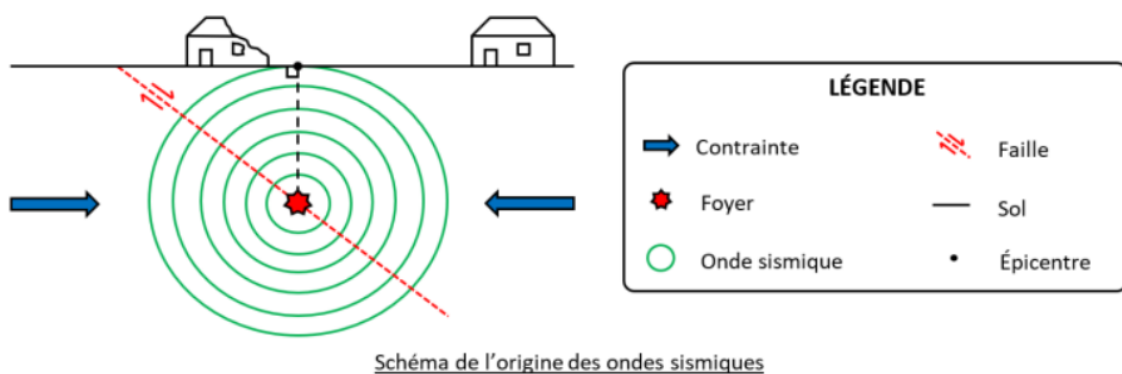 LÉGENDE
Contrainte
Faille
Foyer
Sol
Onde sismique
Épicentre
Schéma de l'origine des ondes sismiques